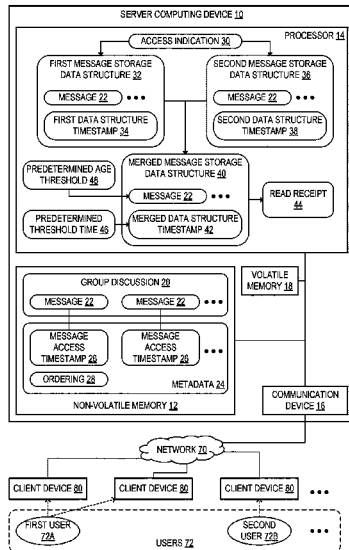 SERVER COMPUTING DEVICE 10
PROCESSOR 14
ACCESS INDICATION 30
FIRST MESSAGE STORAGE
DATA STRUCTURE 32
MESSAGE 22
FIRST DATA STRUCTURE
TIMESTAMP 34
SECOND MESSAGE STORAGE
DATA STRUCTURE 36
MESSAGE 22
SECOND DATA STRUCTURE
TIMESTAMP 38
MERGED MESSAGE STORAGE
DATA STRUCTURE 40
PREDETERMINED AGE
THRESHOLD 48
MESSAGE 22
READ RECEIPT
44
PREDETERMINED
THRESHOLD TIME 46
MERGED DATA STRUCTURE
TIMESTAMP 42
GROUP DISCUSSION 20
MESSAGE 22
MESSAGE 22
VOLATILE
MEMORY 18
MESSAGE
ACCESS
TIMESTAMP 26
MESSAGE
ACCESS
TIMESTAMP 26
ORDERING 28
METADATA 24
NON-VOLATILE MEMORY 12
COMMUNICATION
DEVICE 16
NETWORK 70
CLIENT DEVICE 80
CLIENT DEVICE 80
CLIENT DEVICE 80
FIRST USER
72A
SECOND
USER 72B
USERS 72